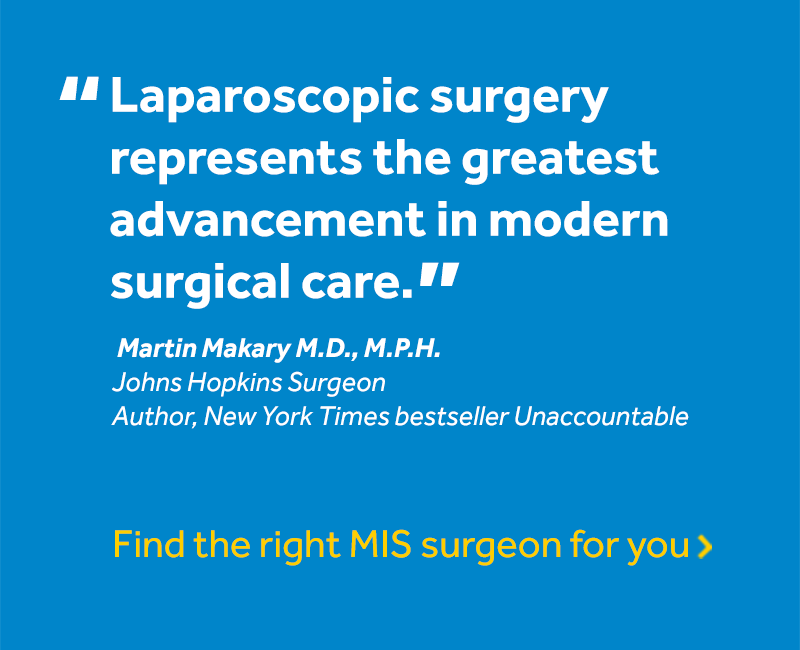 "Laparoscopic surgery
represents the greatest
advancement in modern
surgical care."
Martin Makary M.D., M.P.H.
Johns Hopkins Surgeon
Author, New York Times bestseller Unaccountable
Find the right MIS surgeon for you >